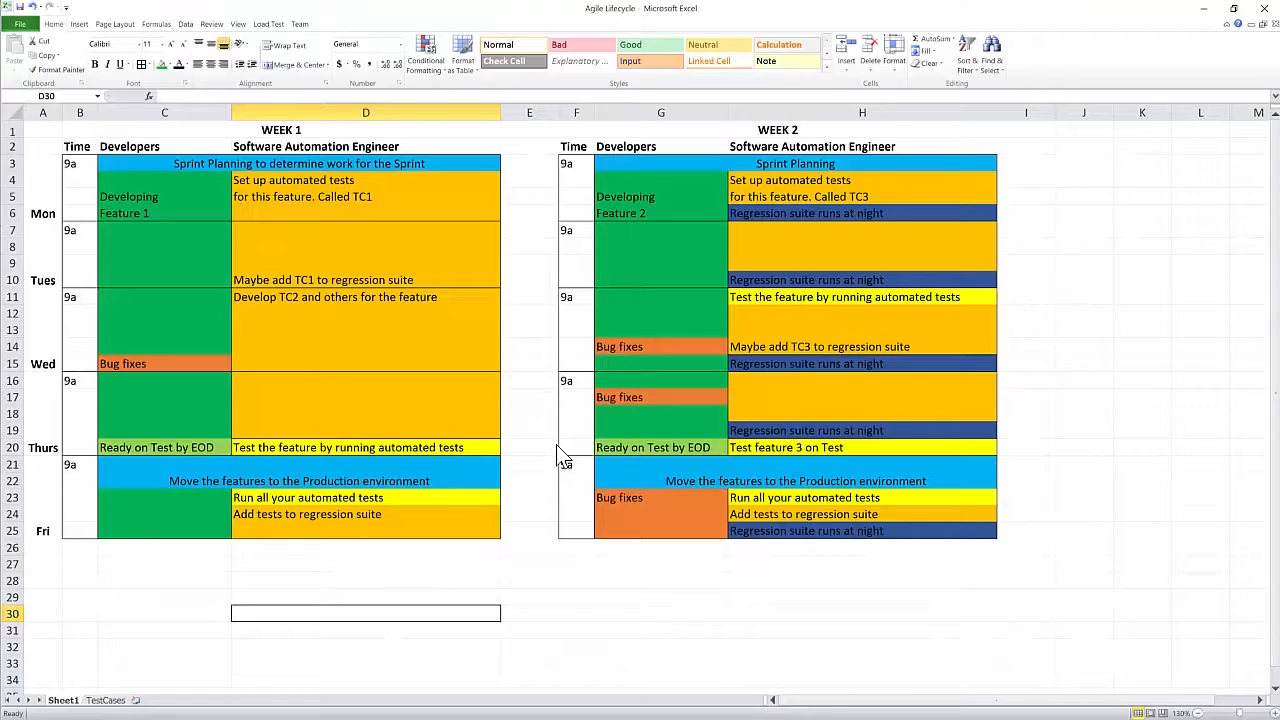 Agile Lifecycle - Microsoft Excel
File Home Insert Page Layout Formulas Data Review View Load Test Team
Cut
Copy
Format Painter
Paste
Clipboard
Calibri
B I U
Font
Wrap Text
Merge & Center
Alignment
General
$ % ,
Number
Conditional Formatting
Format as Table
Normal Bad Good Neutral Calculation
Check Cell Explanatory ... Input Linked Cell Note
Styles
Insert Delete Format
Cells
AutoSum
Fill
Clear
Sort & Filter
Find & Select
Editing
D30 fx
A B C D E F G H I J K L M
1 WEEK 1 WEEK 2
2 Time Developers Software Automation Engineer Time Developers Software Automation Engineer
3 9a Sprint Planning to determine work for the Sprint 9a Sprint Planning
4 Set up automated tests Set up automated tests
5 Developing for this feature. Called TC1 Developing for this feature. Called TC3
6 Mon Feature 1 Feature 2 Regression suite runs at night
7 9a 9a
8
9
10 Tues Maybe add TC1 to regression suite Regression suite runs at night
11 9a Develop TC2 and others for the feature 9a Test the feature by running automated tests
12
13
14 Bug fixes Maybe add TC3 to regression suite
15 Wed Bug fixes Regression suite runs at night
16 9a 9a
17 Bug fixes
18
19 Regression suite runs at night
20 Thurs Ready on Test by EOD Test the feature by running automated tests Ready on Test by EOD Test feature 3 on Test
21 9a 9a
22 Move the features to the Production environment Move the features to the Production environment
23 Run all your automated tests Bug fixes Run all your automated tests
24 Add tests to regression suite Add tests to regression suite
25 Fri Regression suite runs at night
26
27
28
29
30
31
32
33
34
Sheet1 TestCases
Ready 130%